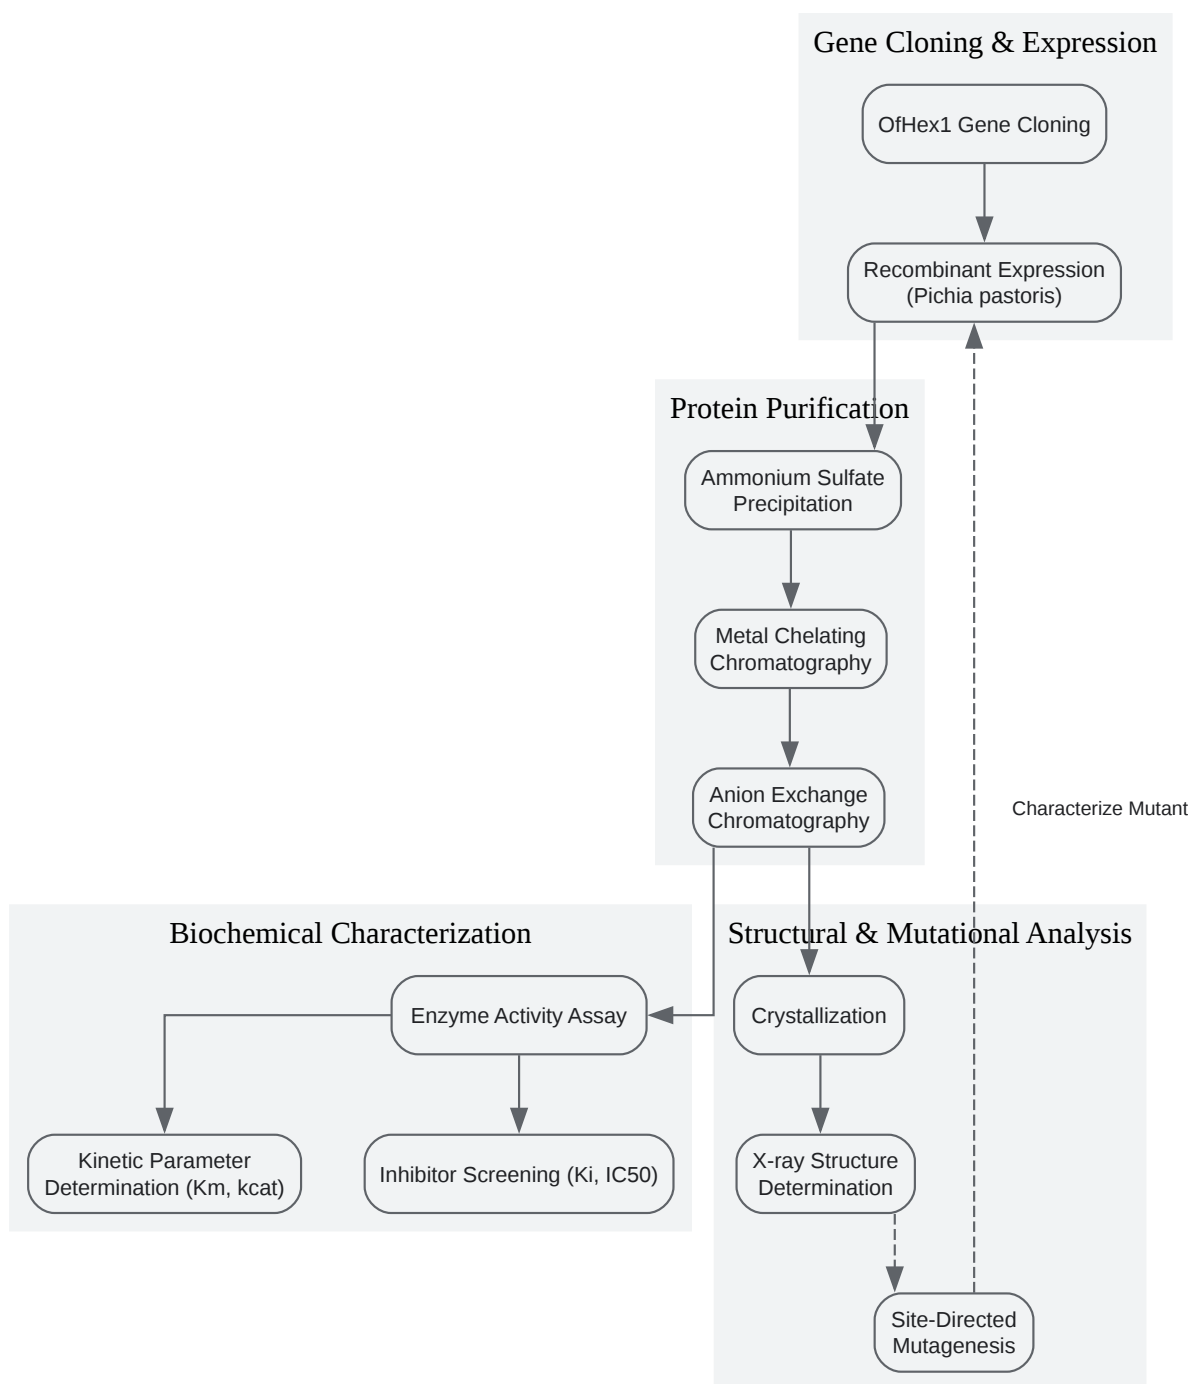 Gene Cloning & Expression
OfHex1 Gene Cloning
Recombinant Expression
(Pichia pastoris)
Protein Purification
Ammonium Sulfate
Precipitation
Metal Chelating
Chromatography
Anion Exchange
Chromatography
Characterize Mutant
Biochemical Characterization
Enzyme Activity Assay
Kinetic Parameter
Determination (Km, kcat)
Inhibitor Screening (Ki, IC50)
Structural & Mutational Analysis
Crystallization
X-ray Structure
Determination
Site-Directed
Mutagenesis